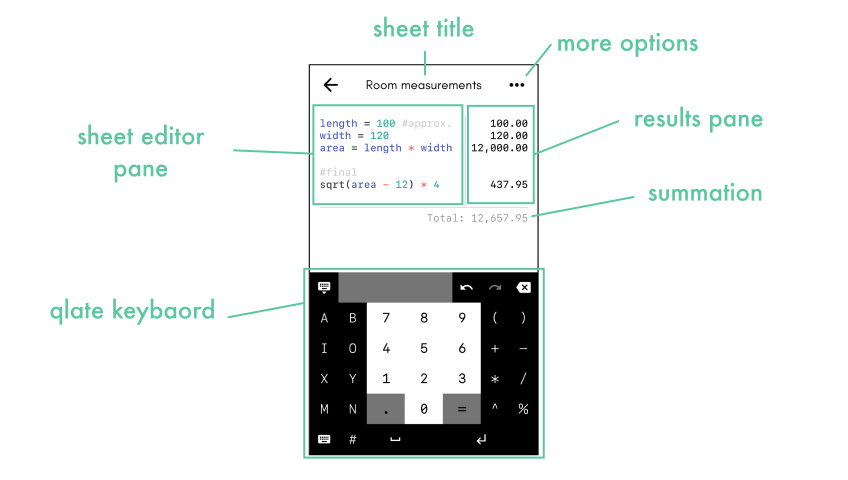 sheet title
more options
Room measurements
sheet editor
pane
length = 100 #approx.
width = 120
area = length * width
#final
sqrt(area - 12) * 4
100.00
120.00
12,000.00
437.95
results pane
Total: 12,657.95
summation
qlate keybaord
A B 7 8 9 ( )
I O 4 5 6 + -
X Y 1 2 3 * /
M N . 0 = ^ %
#